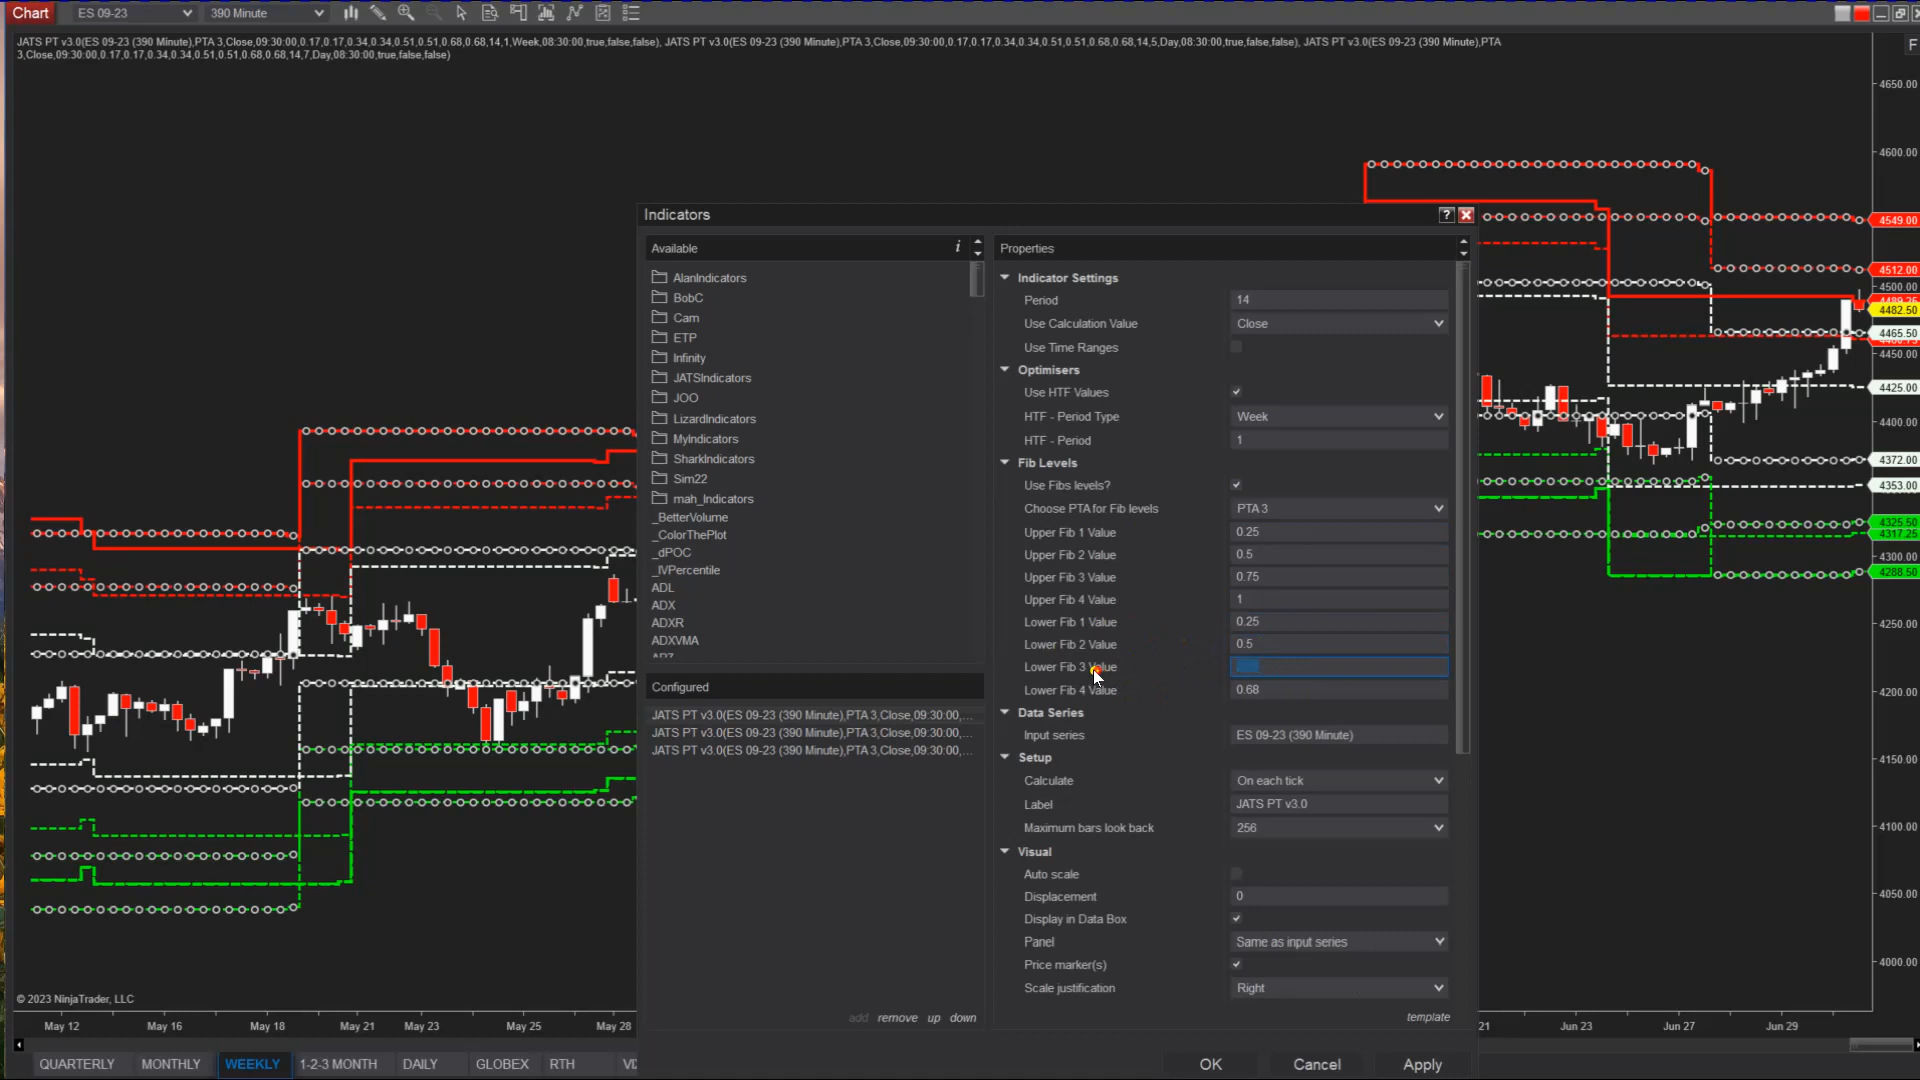 Chart ES 09-23 390 Minute
JATS PT v3.0(ES 09-23 (390 Minute),PTA 3,Close,09:30:00,0.17,0.17,0.34,0.34,0.51,0.51,0.68,0.68,14,1,Week,08:30:00,true,false,false), JATS PT v3.0(ES 09-23 (390 Minute),PTA 3,Close,09:30:00,0.17,0.17,0.34,0.34,0.51,0.51,0.68,0.68,14,5,Day,08:30:00,true,false,false), JATS PT v3.0(ES 09-23 (390 Minute),PTA
3,Close,09:30:00,0.17,0.17,0.34,0.34,0.51,0.51,0.68,0.68,14,7,Day,08:30:00,true,false,false)
F
4650.00
4600.00
4549.00
4512.00
4500.00
4482.50
4465.50
4450.00
4425.00
4400.00
4372.00
4353.00
4325.50
4317.25
4300.00
4288.50
4250.00
4200.00
4150.00
4100.00
4050.00
4000.00
Indicators
?
Available i
AlanIndicators
BobC
Cam
ETP
Infinity
JATSIndicators
JOO
LizardIndicators
MyIndicators
SharkIndicators
Sim22
mah_Indicators
_BetterVolume
_ColorThePlot
_dPOC
_IVPercentile
ADL
ADX
ADXR
ADXVMA
Configured
JATS PT v3.0(ES 09-23 (390 Minute),PTA 3,Close,09:30:00,...
JATS PT v3.0(ES 09-23 (390 Minute),PTA 3,Close,09:30:00,...
JATS PT v3.0(ES 09-23 (390 Minute),PTA 3,Close,09:30:00,...
add remove up down
Properties
Indicator Settings
Period 14
Use Calculation Value Close
Use Time Ranges
Optimisers
Use HTF Values
HTF - Period Type Week
HTF - Period 1
Fib Levels
Use Fibs levels?
Choose PTA for Fib levels PTA 3
Upper Fib 1 Value 0.25
Upper Fib 2 Value 0.5
Upper Fib 3 Value 0.75
Upper Fib 4 Value 1
Lower Fib 1 Value 0.25
Lower Fib 2 Value 0.5
Lower Fib 3 Value
Lower Fib 4 Value 0.68
Data Series
Input series ES 09-23 (390 Minute)
Setup
Calculate On each tick
Label JATS PT v3.0
Maximum bars look back 256
Visual
Auto scale
Displacement 0
Display in Data Box
Panel Same as input series
Price marker(s)
Scale justification Right
template
OK Cancel Apply
© 2023 NinjaTrader, LLC
May 12 May 16 May 18 May 21 May 23 May 25 May 28 21 Jun 23 Jun 27 Jun 29
QUARTERLY MONTHLY WEEKLY 1-2-3 MONTH DAILY GLOBEX RTH